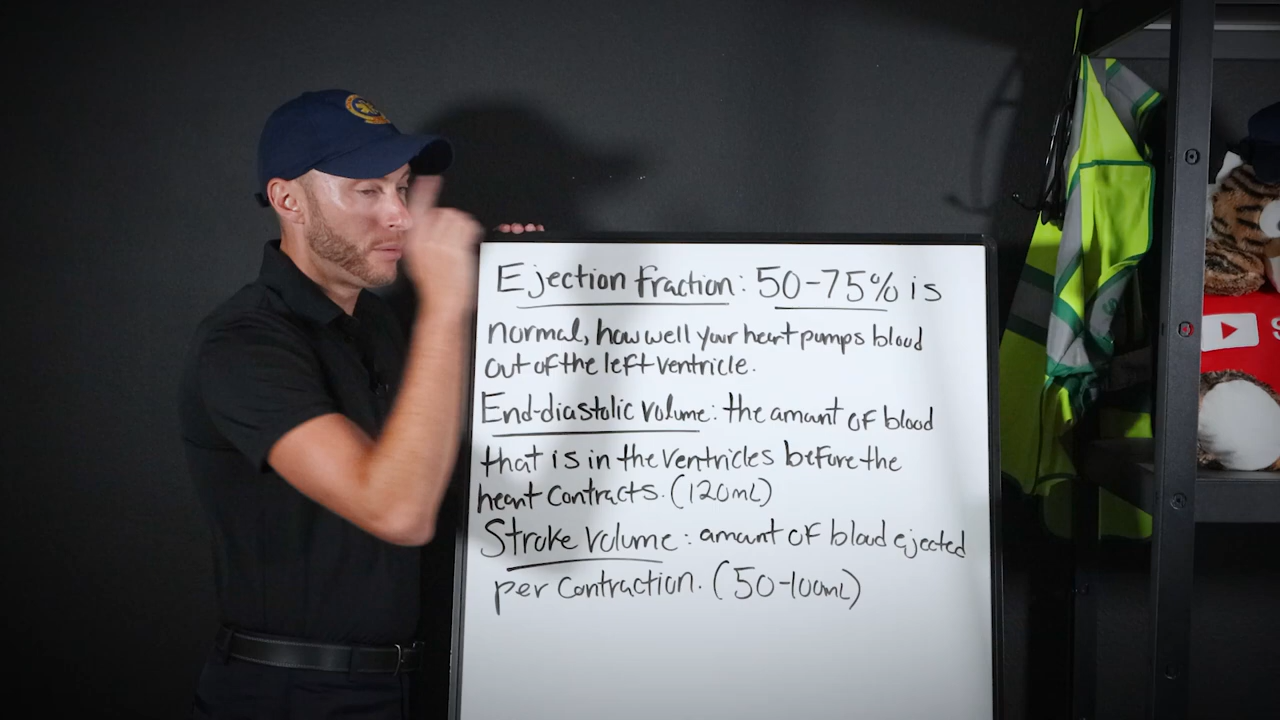 Ejection fraction: 50-75% is
normal, how well your heart pumps blood
out of the left ventricle.
End-diastolic volume: the amount of blood
that is in the ventricles before the
heart contracts. (120mL)
Stroke volume: amount of blood ejected
per contraction. (50-100mL)
S